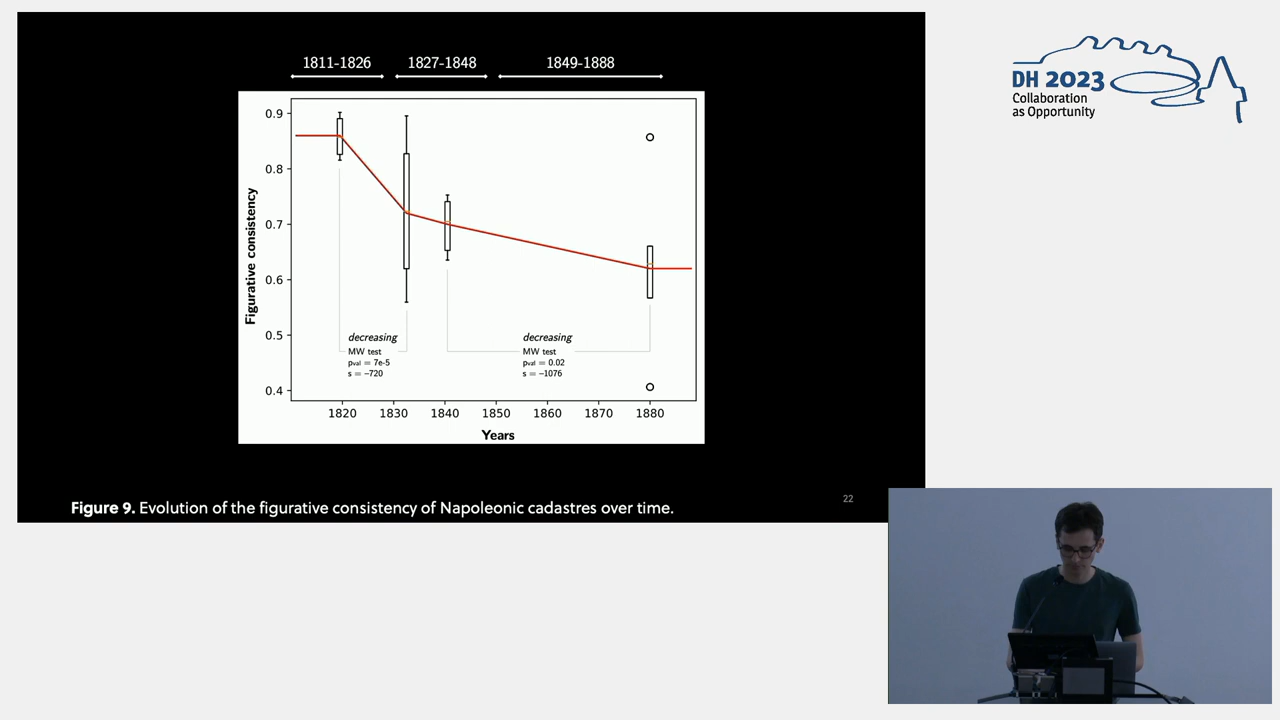 1811-1826
1827-1848
1849-1888
Figurative consistency
0.9
0.8
0.7
0.6
0.5
0.4
decreasing
MW test
pval = 7e-5
s = −720
decreasing
MW test
pval = 0.02
s = −1076
1820
1830
1840
1850
1860
1870
1880
Years
Figure 9. Evolution of the figurative consistency of Napoleonic cadastres over time.
22
DH 2023
Collaboration
as Opportunity